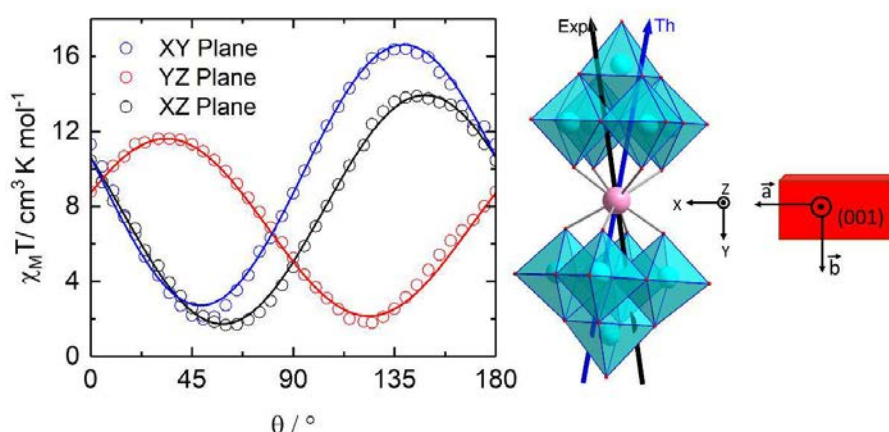 χ_MT/ cm³ K mol⁻¹
16
12
8
4
0
XY Plane
YZ Plane
XZ Plane
0
45
90
135
180
θ / °
Exp
Th
X
Z
Y
a⃗
(001)
b⃗